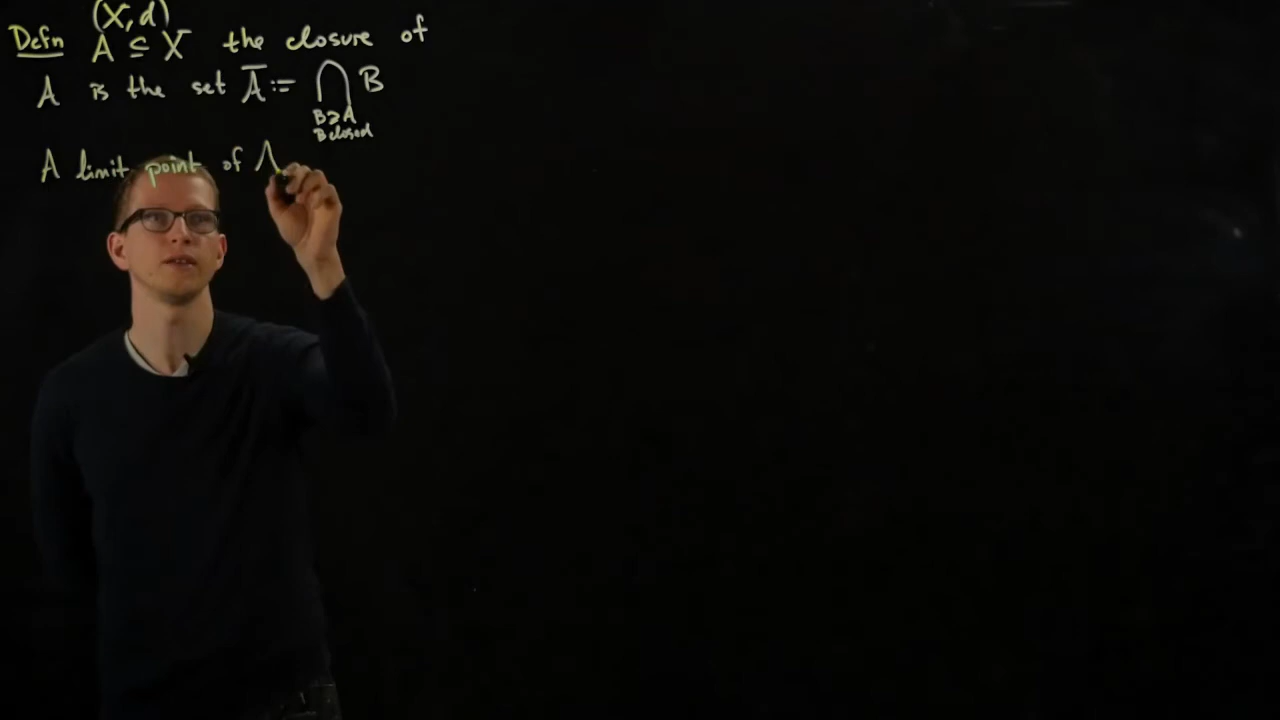 (X, d)
Defn A ⊆ X the closure of
A is the set A̅ := ⋂ B
B⊇A
B closed
A limit point of A